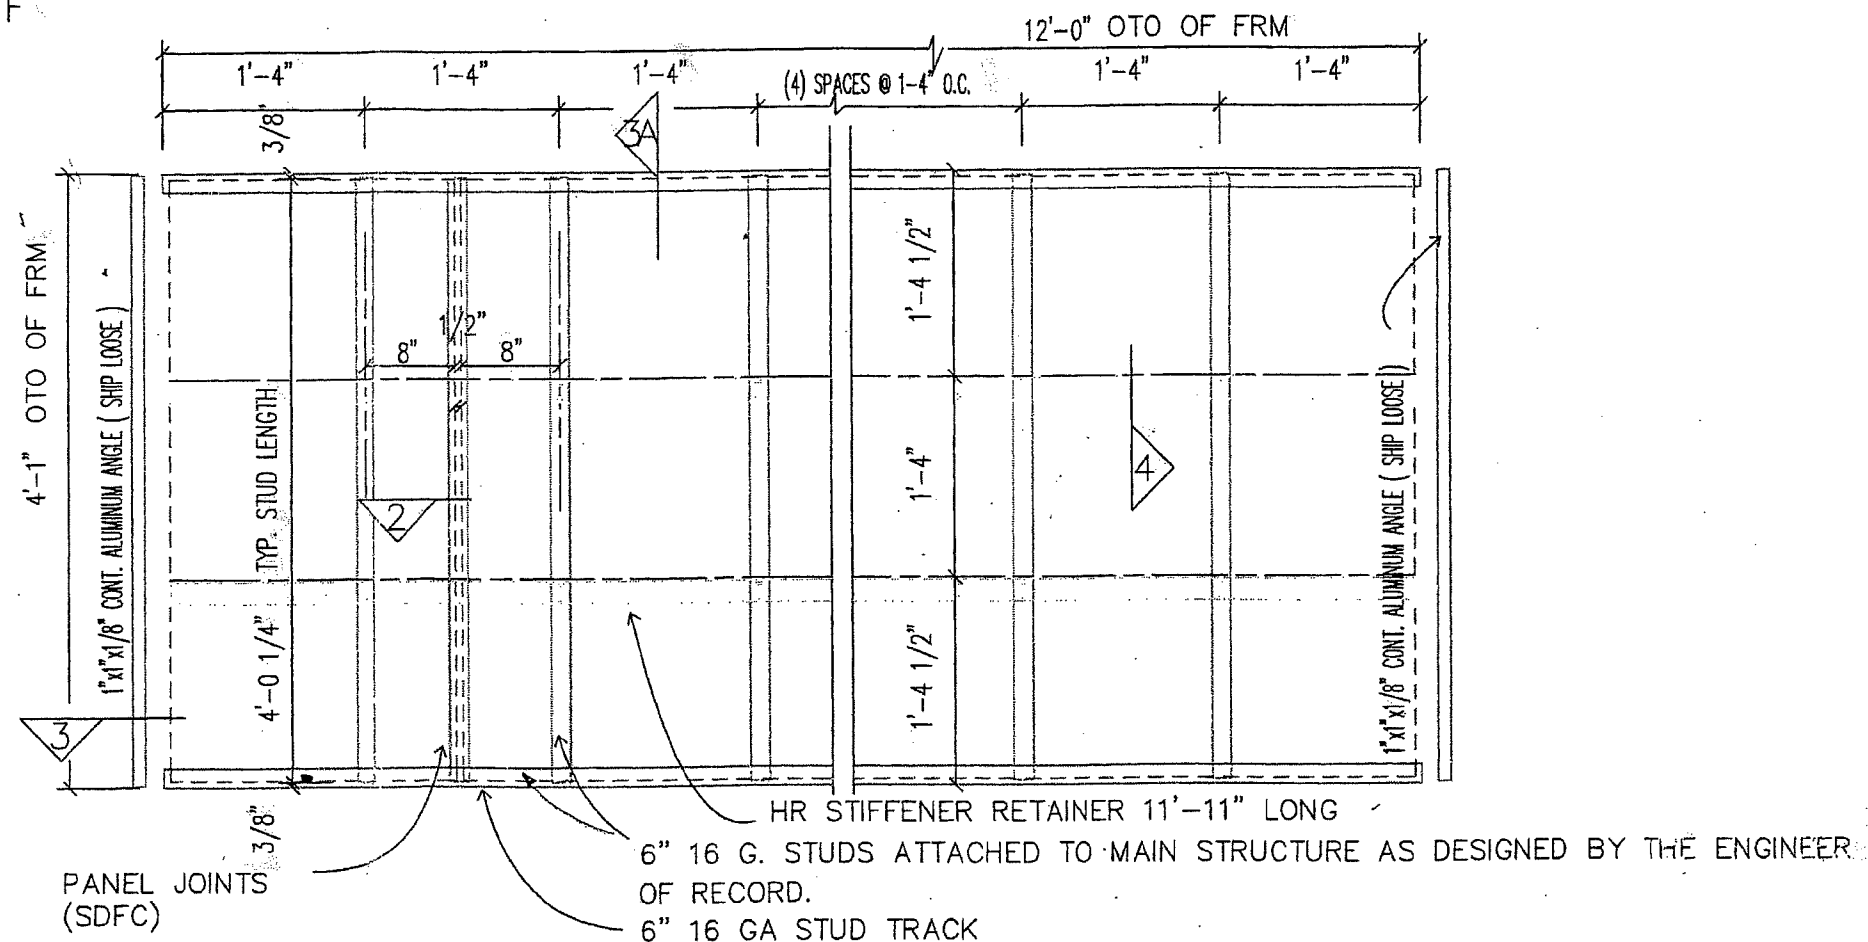 F
12'-0" OTO OF FRM
1'-4" 1'-4" 1'-4" (4) SPACES @ 1-4" O.C. 1'-4" 1'-4"
3/8"
3A
4'-1" OTO OF FRM
1"x1"x1/8" CONT. ALUMINUM ANGLE ( SHIP LOOSE )
4'-0 1/4" TYP. STUD LENGTH
1/2"
8" 8"
2
3
1'-4 1/2"
1'-4"
1'-4 1/2"
4
1"x1"x1/8" CONT. ALUMINUM ANGLE ( SHIP LOOSE )
3/8"
HR STIFFENER RETAINER 11'-11" LONG
6" 16 G. STUDS ATTACHED TO MAIN STRUCTURE AS DESIGNED BY THE ENGINEER
OF RECORD.
6" 16 GA STUD TRACK
PANEL JOINTS
(SDFC)